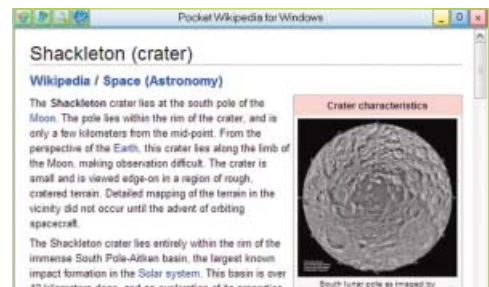 Pocket Wikipedia for Windows
Shackleton (crater)
Wikipedia / Space (Astronomy)
The Shackleton crater lies at the south pole of the
Moon. The pole lies within the rim of the crater, and is
only a few kilometers from the mid-point. From the
perspective of the Earth, this crater lies along the limb of
the Moon, making observation difficult. The crater is
small and is viewed edge-on in a region of rough,
cratered terrain. Detailed mapping of the terrain in the
vicinity did not occur until the advent of orbiting
spacecraft.
The Shackleton crater lies entirely within the rim of the
immense South Pole-Aitken basin, the largest known
impact formation in the Solar system. This basin is over
Crater characteristics
South lunar pole as imaged by